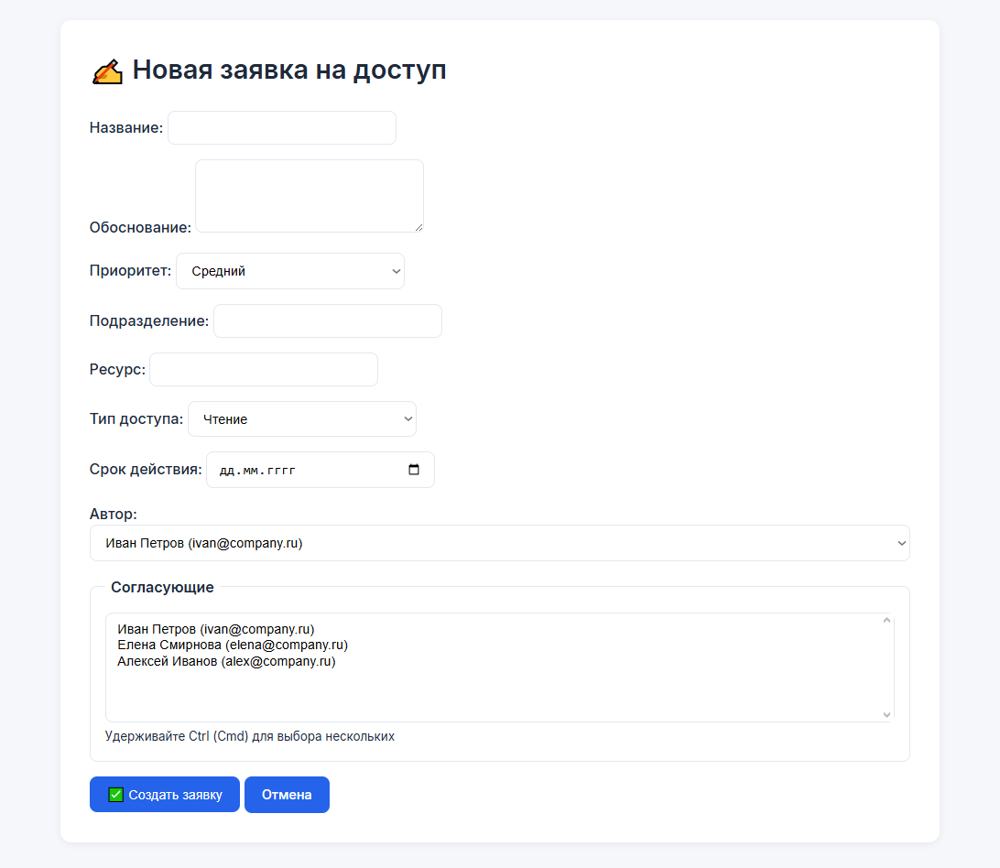 Новая заявка на доступ
Название:
Обоснование:
Приоритет: Средний
Подразделение:
Ресурс:
Тип доступа: Чтение
Срок действия: дд.мм.гггг
Автор:
Иван Петров (ivan@company.ru)
Согласующие
Иван Петров (ivan@company.ru)
Елена Смирнова (elena@company.ru)
Алексей Иванов (alex@company.ru)
Удерживайте Ctrl (Cmd) для выбора нескольких
✅ Создать заявку Отмена